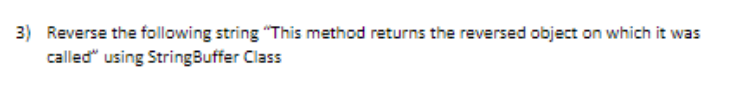 3) Reverse the following string “This method returns the reversed object on which it was
called“ using StringBuffer Class